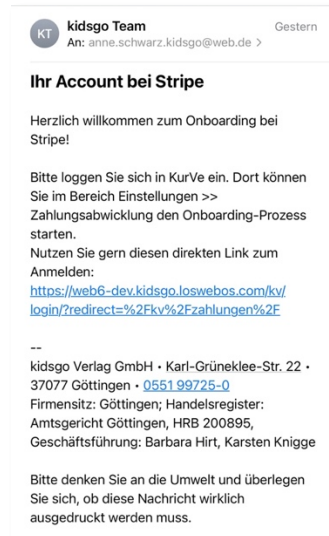 KT
kidsgo Team
Gestern
An: anne.schwarz.kidsgo@web.de >
Ihr Account bei Stripe
Herzlich willkommen zum Onboarding bei
Stripe!
Bitte loggen Sie sich in KurVe ein. Dort können
Sie im Bereich Einstellungen >>
Zahlungsabwicklung den Onboarding-Prozess
starten.
Nutzen Sie gern diesen direkten Link zum
Anmelden:
https://web6-dev.kidsgo.loswebos.com/kv/
login/?redirect=%2Fkv%2Fzahlungen%2F
--
kidsgo Verlag GmbH • Karl-Grüneklee-Str. 22 •
37077 Göttingen • 0551 99725-0
Firmensitz: Göttingen; Handelsregister:
Amtsgericht Göttingen, HRB 200895,
Geschäftsführung: Barbara Hirt, Karsten Knigge
Bitte denken Sie an die Umwelt und überlegen
Sie sich, ob diese Nachricht wirklich
ausgedruckt werden muss.